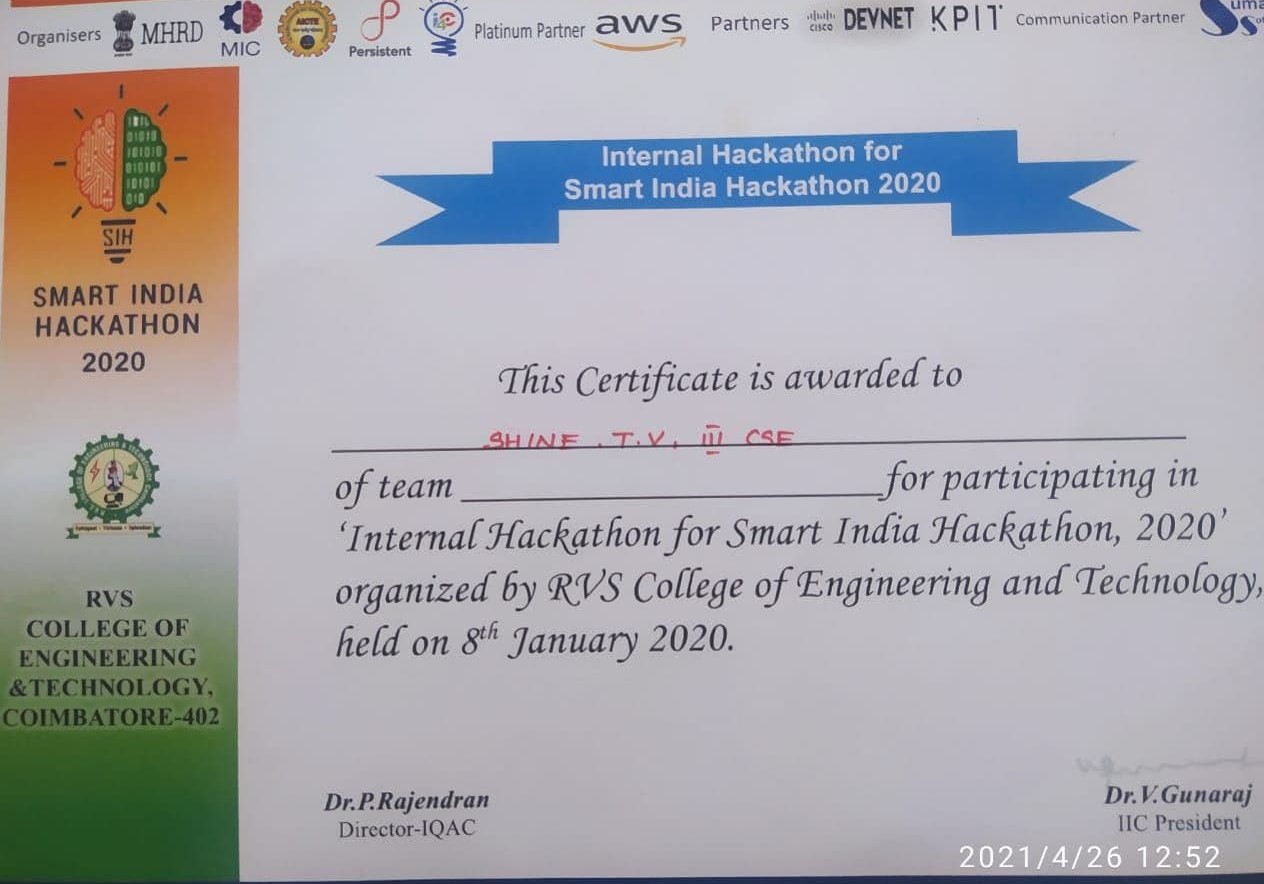 Organisers MHRD MIC AICTE Persistent i4C Platinum Partner aws Partners cisco DEVNET KPIT Communication Partner
Internal Hackathon for
Smart India Hackathon 2020
SIH
SMART INDIA
HACKATHON
2020
This Certificate is awarded to
SHINE . T.V. III CSE
of team for participating in
‘Internal Hackathon for Smart India Hackathon, 2020’
organized by RVS College of Engineering and Technology,
held on 8th January 2020.
RVS
COLLEGE OF
ENGINEERING
&TECHNOLOGY,
COIMBATORE-402
Dr.P.Rajendran
Director-IQAC
Dr.V.Gunaraj
IIC President
2021/4/26 12:52